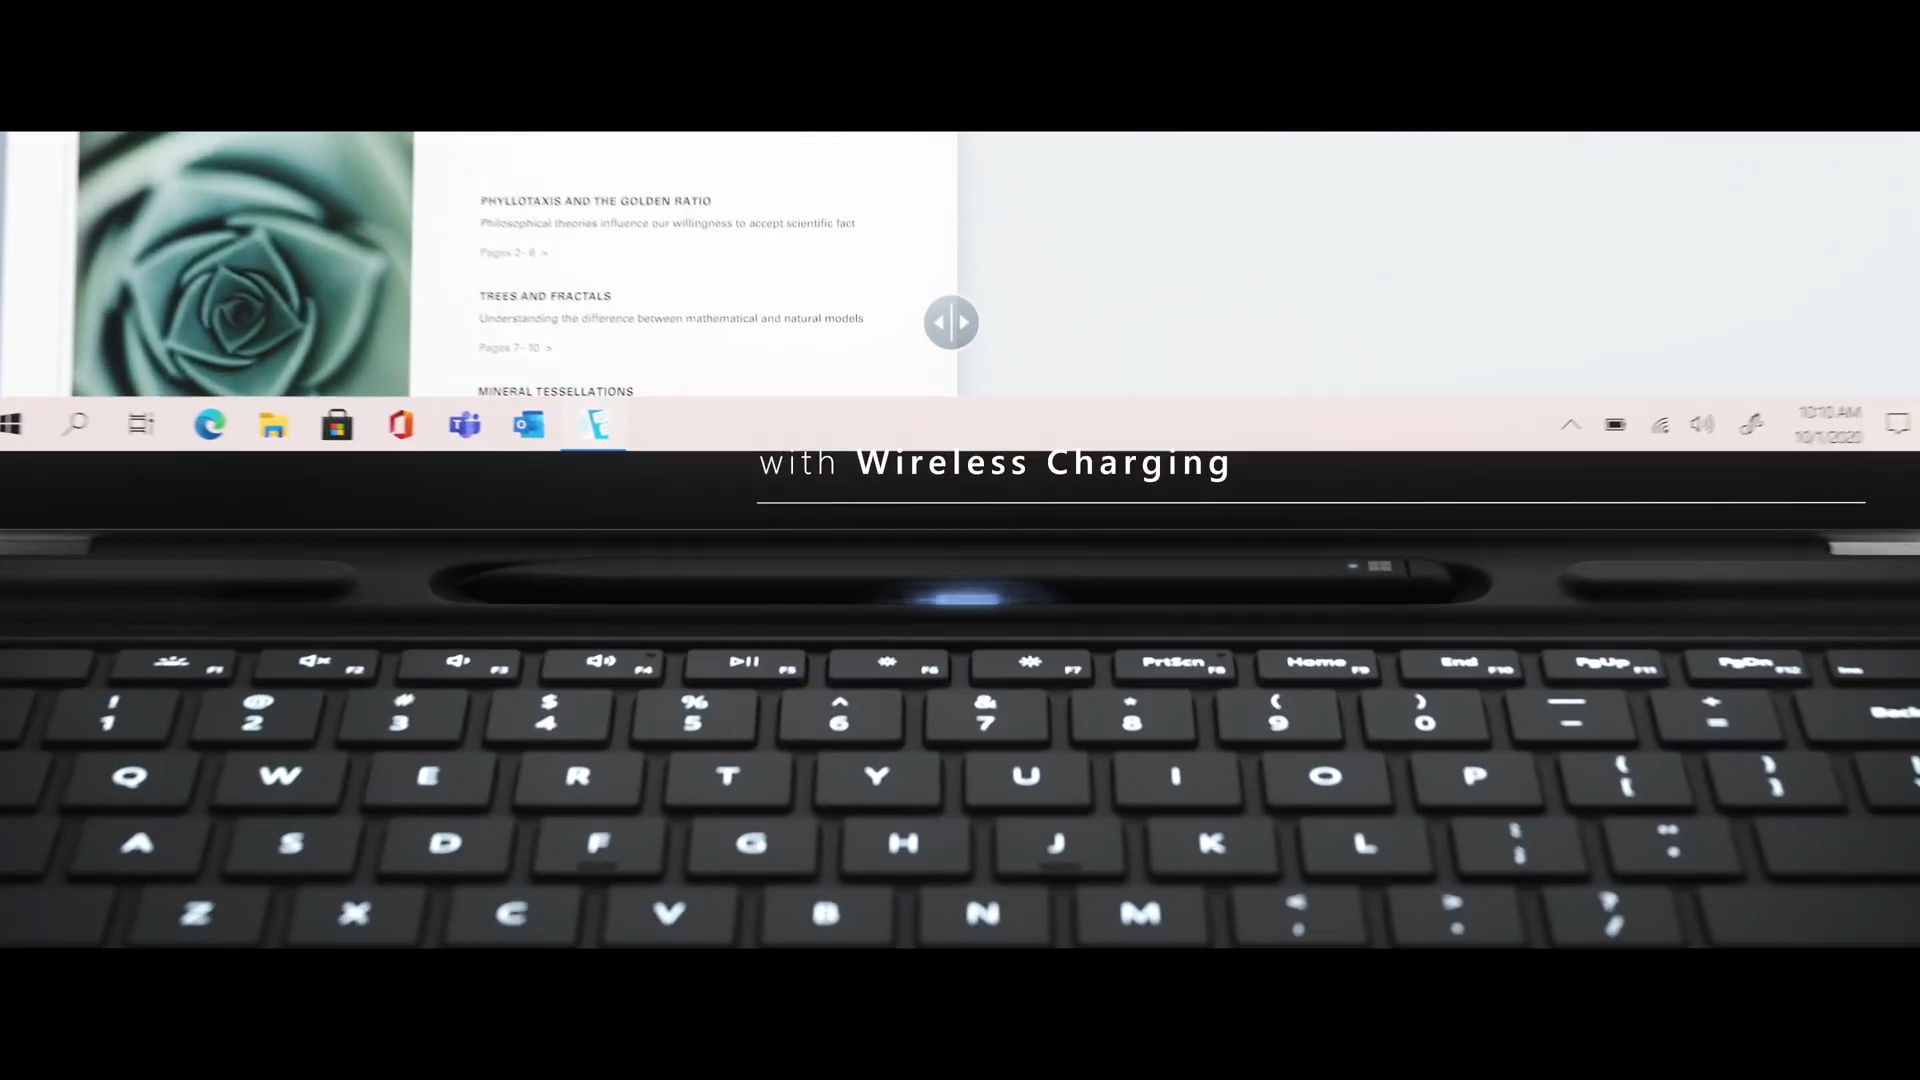 PHYLLOTAXIS AND THE GOLDEN RATIO
Philosophical theories influence our willingness to accept scientific fact
Pages 2- 6 >
TREES AND FRACTALS
Understanding the difference between mathematical and natural models
Pages 7- 10 >
MINERAL TESSELLATIONS
10:10 AM
10/1/2020
with Wireless Charging
F1 F2 F3 F4 F5 F6 F7 PrtScn F8 Home F9 End F10 PgUp F11 PgDn F12
! @ # $ % ^ & * ( ) — +
1 2 3 4 5 6 7 8 9 0 - = Back
Q W E R T Y U I O P { [ } ]
A S D F G H J K L : ; " '
Z X C V B N M < , > . ? /